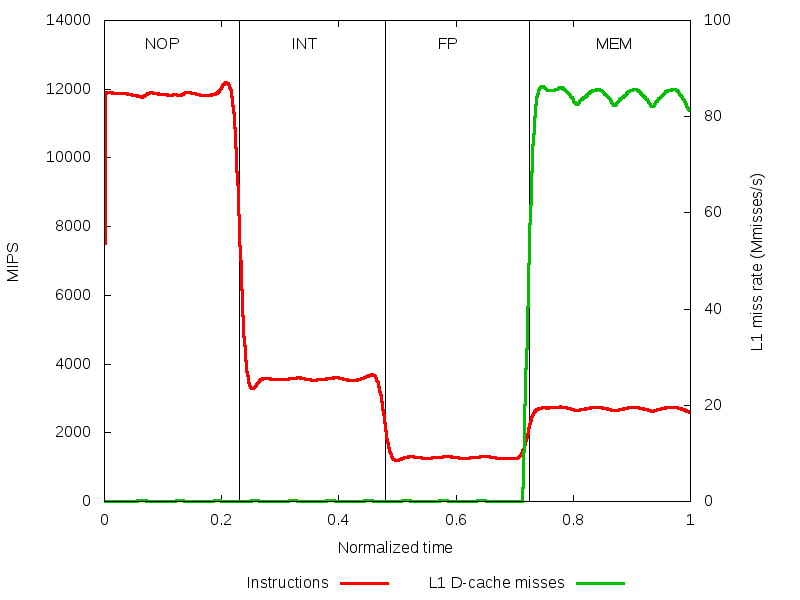 14000
12000
10000
8000
6000
4000
2000
0
MIPS
NOP
INT
FP
MEM
100
80
60
40
20
0
L1 miss rate (Mmisses/s)
0
0.2
0.4
0.6
0.8
1
Normalized time
Instructions
L1 D-cache misses